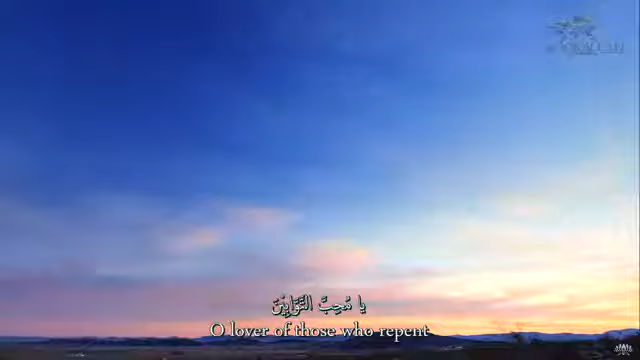 يَا مُحِبَّ التَّوَّابِيْنَ
O lover of those who repent